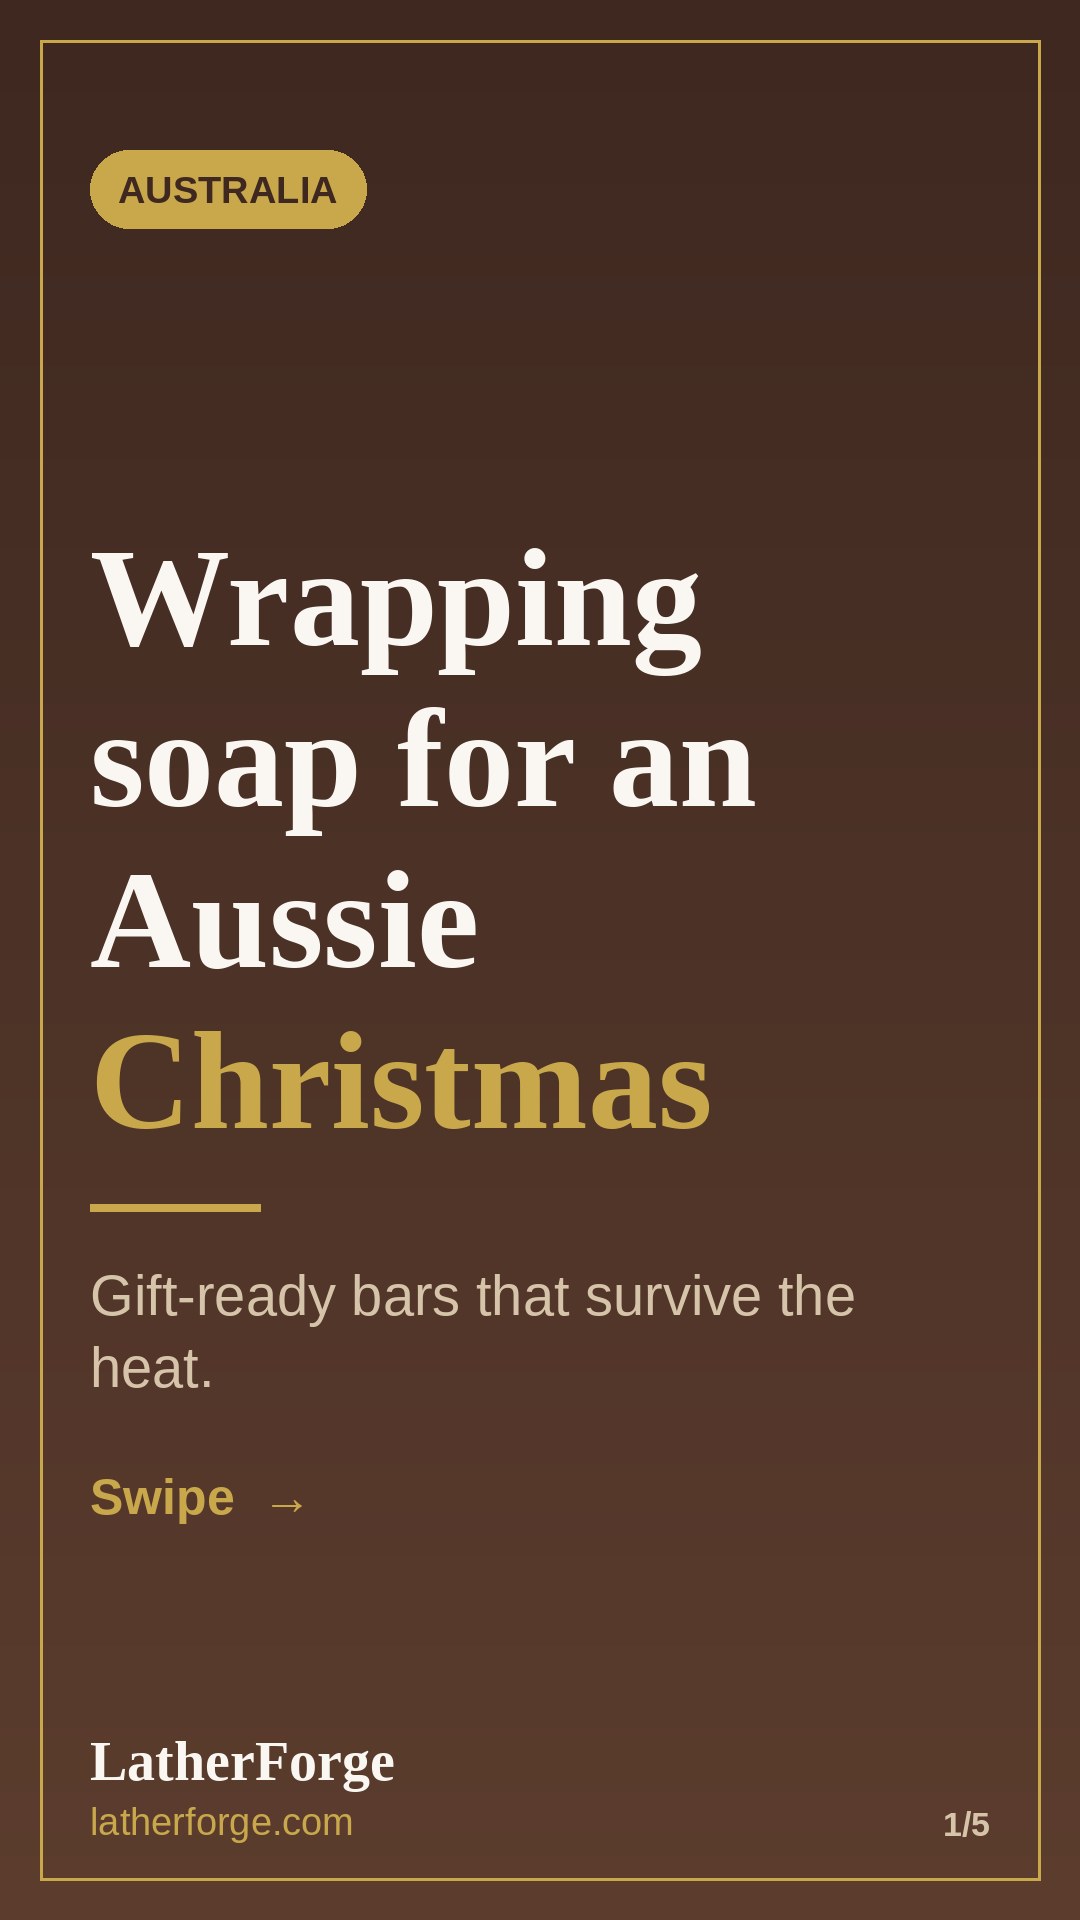 AUSTRALIA
Wrapping
soap for an
Aussie
Christmas
Gift-ready bars that survive the
heat.
Swipe →
LatherForge
latherforge.com
1/5